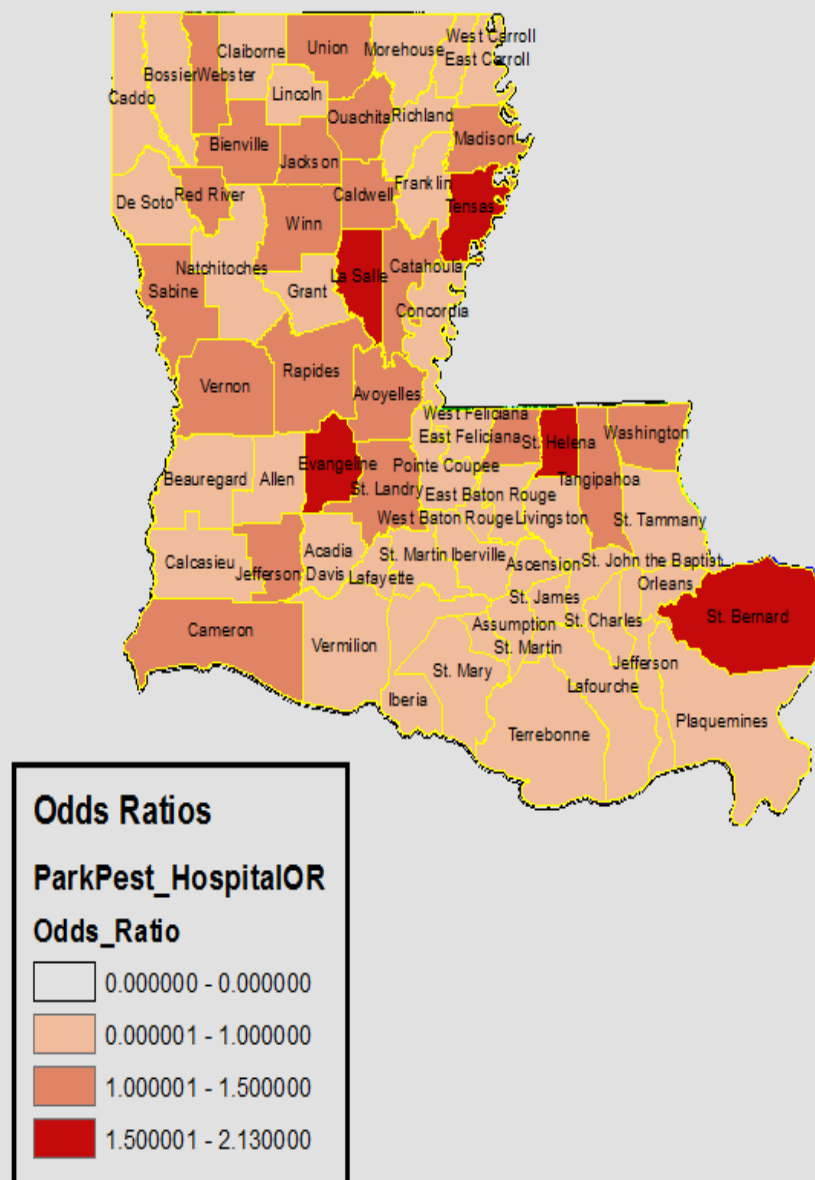 West Carroll
Claiborne
Union
Morehouse
East Carroll
Bossier
Webster
Lincoln
Caddo
Ouachita
Richland
Madison
Bienville
Jackson
Franklin
De Soto
Red River
Caldwell
Tensas
Winn
Natchitoches
La Salle
Catahoula
Sabine
Grant
Concordia
Vernon
Rapides
Avoyelles
West Feliciana
East Feliciana
St. Helena
Washington
Evangeline
Pointe Coupee
Beauregard
Allen
St. Landry
East Baton Rouge
Tangipahoa
West Baton Rouge
Livingston
St. Tammany
Calcasieu
Acadia
St. Martin
Iberville
Ascension
St. John the Baptist
Jefferson
Davis
Lafayette
Orleans
St. James
Cameron
Vermilion
Assumption
St. Charles
St. Bernard
St. Martin
St. Mary
Jefferson
Lafourche
Iberia
Terrebonne
Plaquemines
Odds Ratios
ParkPest_HospitalOR
Odds_Ratio
0.000000 - 0.000000
0.000001 - 1.000000
1.000001 - 1.500000
1.500001 - 2.130000